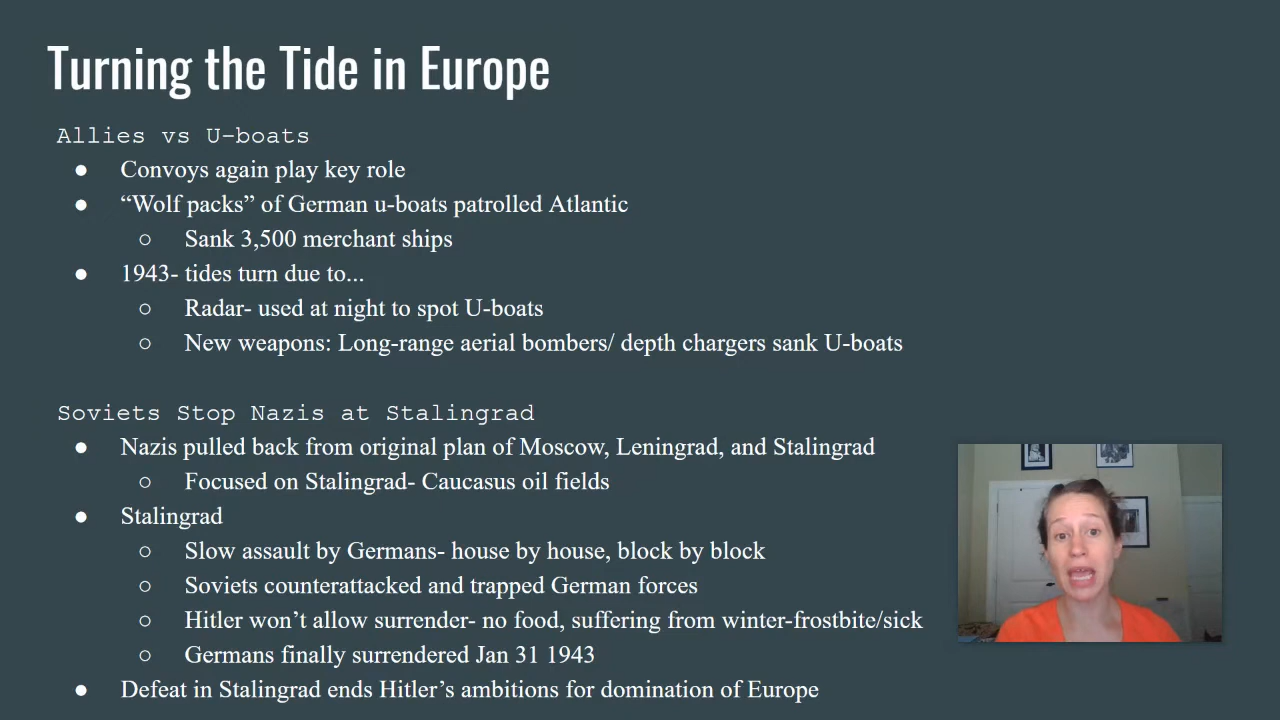 Turning the Tide in Europe
Allies vs U-boats
● Convoys again play key role
● “Wolf packs” of German u-boats patrolled Atlantic
○ Sank 3,500 merchant ships
● 1943- tides turn due to...
○ Radar- used at night to spot U-boats
○ New weapons: Long-range aerial bombers/ depth chargers sank U-boats
Soviets Stop Nazis at Stalingrad
● Nazis pulled back from original plan of Moscow, Leningrad, and Stalingrad
○ Focused on Stalingrad- Caucasus oil fields
● Stalingrad
○ Slow assault by Germans- house by house, block by block
○ Soviets counterattacked and trapped German forces
○ Hitler won’t allow surrender- no food, suffering from winter-frostbite/sick
○ Germans finally surrendered Jan 31 1943
● Defeat in Stalingrad ends Hitler’s ambitions for domination of Europe